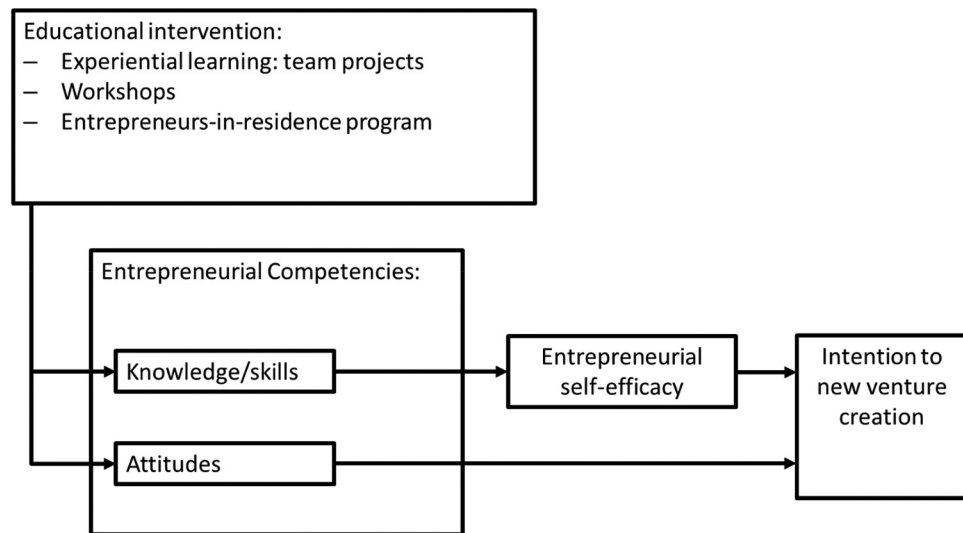 Educational intervention:
– Experiential learning: team projects
– Workshops
– Entrepreneurs-in-residence program
Entrepreneurial Competencies:
Knowledge/skills
Entrepreneurial
self-efficacy
Intention to
new venture
creation
Attitudes